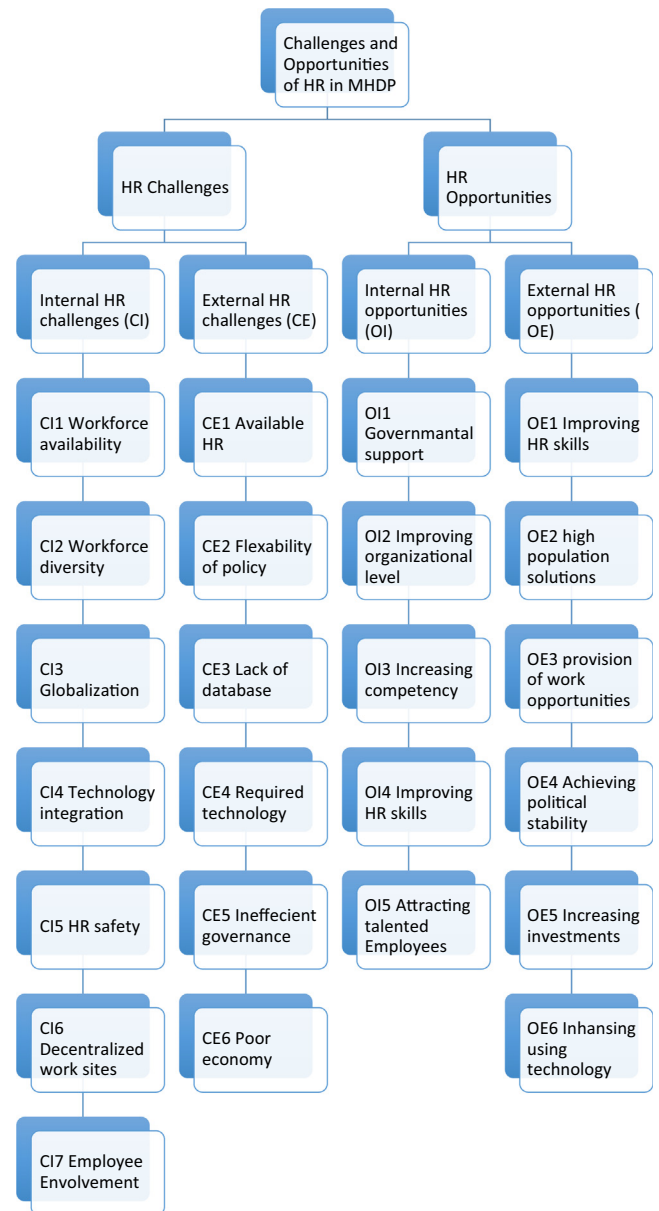 Challenges and
Opportunities
of HR in MHDP
HR Challenges
HR
Opportunities
Internal HR
challenges (CI)
External HR
challenges (CE)
Internal HR
opportunities
(OI)
External HR
opportunities (
OE)
CI1 Workforce
availability
CE1 Available
HR
OI1
Governmantal
support
OE1 Improving
HR skills
CI2 Workforce
diversity
CE2 Flexability
of policy
OI2 Improving
organizational
level
OE2 high
population
solutions
CI3
Globalization
CE3 Lack of
database
OI3 Increasing
competency
OE3 provision
of work
opportunities
CI4 Technology
integration
CE4 Required
technology
OI4 Improving
HR skills
OE4 Achieving
political
stability
CI5 HR safety
CE5 Ineffecient
governance
OI5 Attracting
talented
Employees
OE5 Increasing
investments
CI6
Decentralized
work sites
CE6 Poor
economy
OE6 Inhansing
using
technology
CI7 Employee
Envolvement